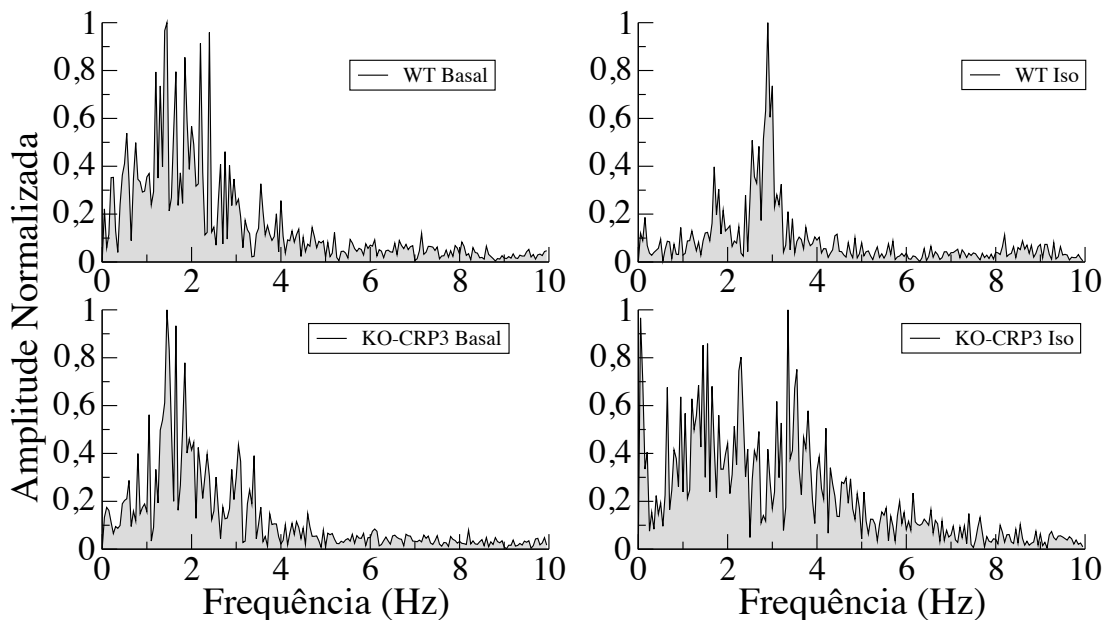 Amplitude Normalizada
1
0,8
0,6
0,4
0,2
0
0 2 4 6 8 10
WT Basal
1
0,8
0,6
0,4
0,2
0
0 2 4 6 8 10
WT Iso
1
0,8
0,6
0,4
0,2
0
0 2 4 6 8 10
KO-CRP3 Basal
Frequência (Hz)
1
0,8
0,6
0,4
0,2
0
0 2 4 6 8 10
KO-CRP3 Iso
Frequência (Hz)